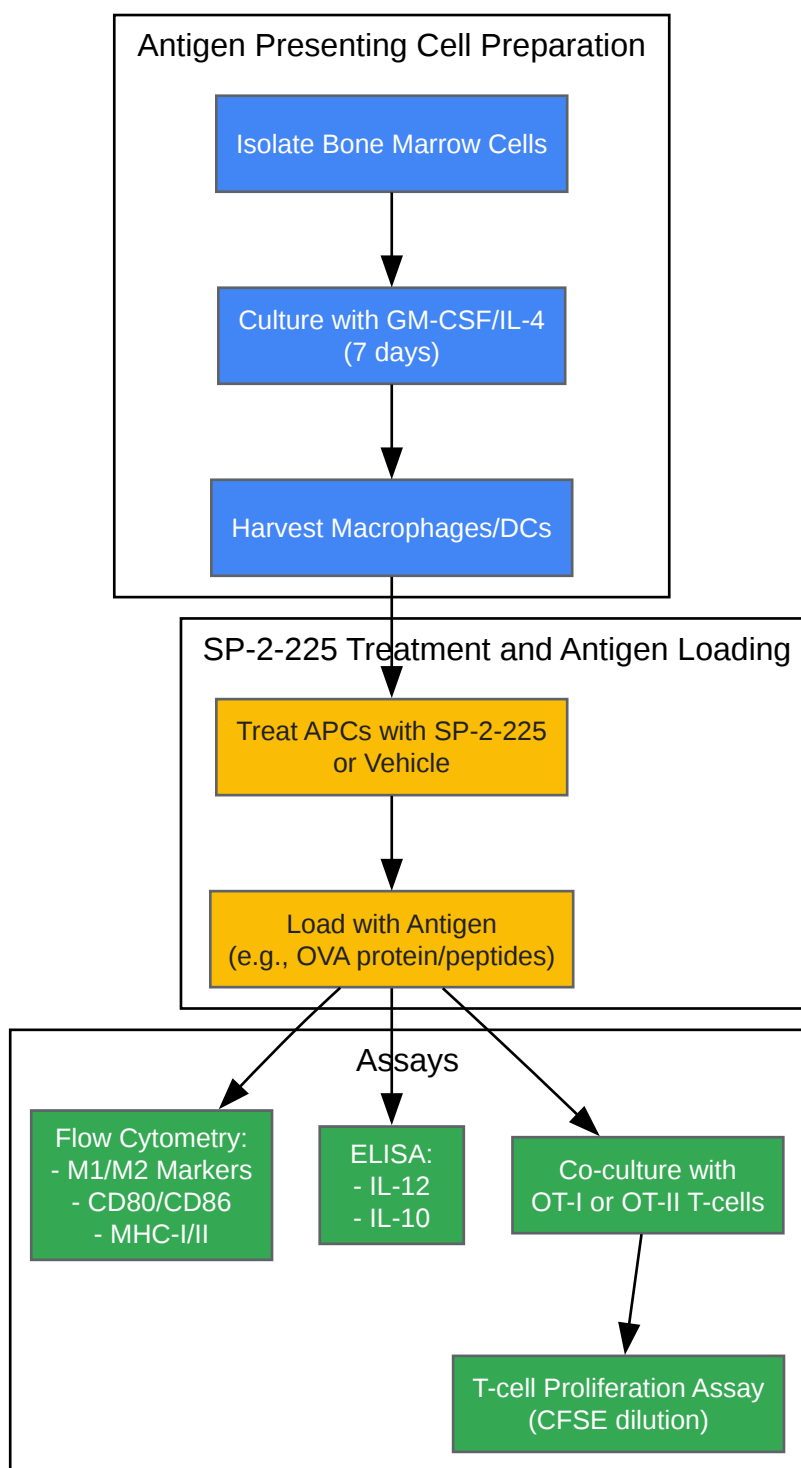 Antigen Presenting Cell Preparation
Isolate Bone Marrow Cells
Culture with GM-CSF/IL-4
(7 days)
Harvest Macrophages/DCs
SP-2-225 Treatment and Antigen Loading
Treat APCs with SP-2-225
or Vehicle
Load with Antigen
(e.g., OVA protein/peptides)
Assays
Flow Cytometry:
- M1/M2 Markers
- CD80/CD86
- MHC-I/II
ELISA:
- IL-12
- IL-10
Co-culture with
OT-I or OT-II T-cells
T-cell Proliferation Assay
(CFSE dilution)